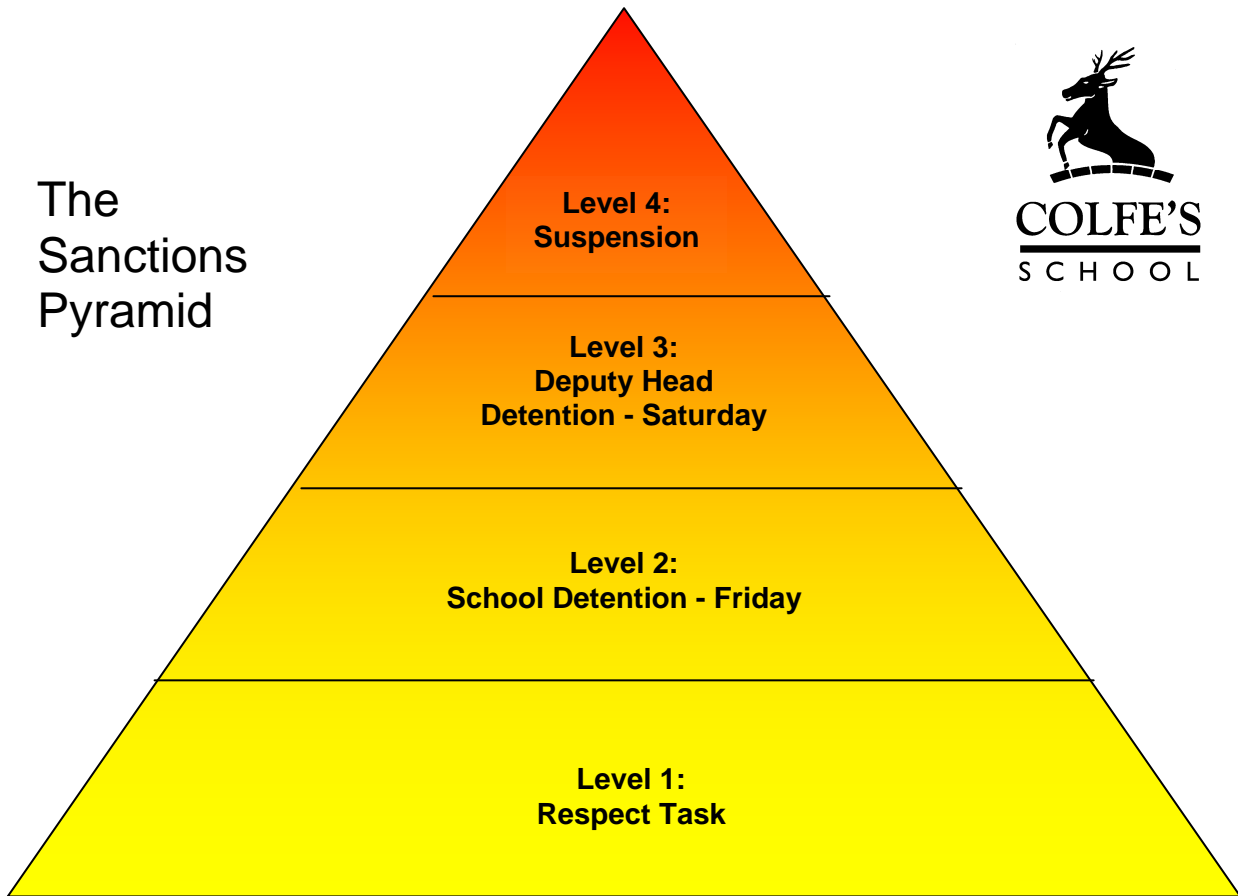 The
Sanctions
Pyramid
COLFE'S
SCHOOL
Level 4:
Suspension
Level 3:
Deputy Head
Detention - Saturday
Level 2:
School Detention - Friday
Level 1:
Respect Task